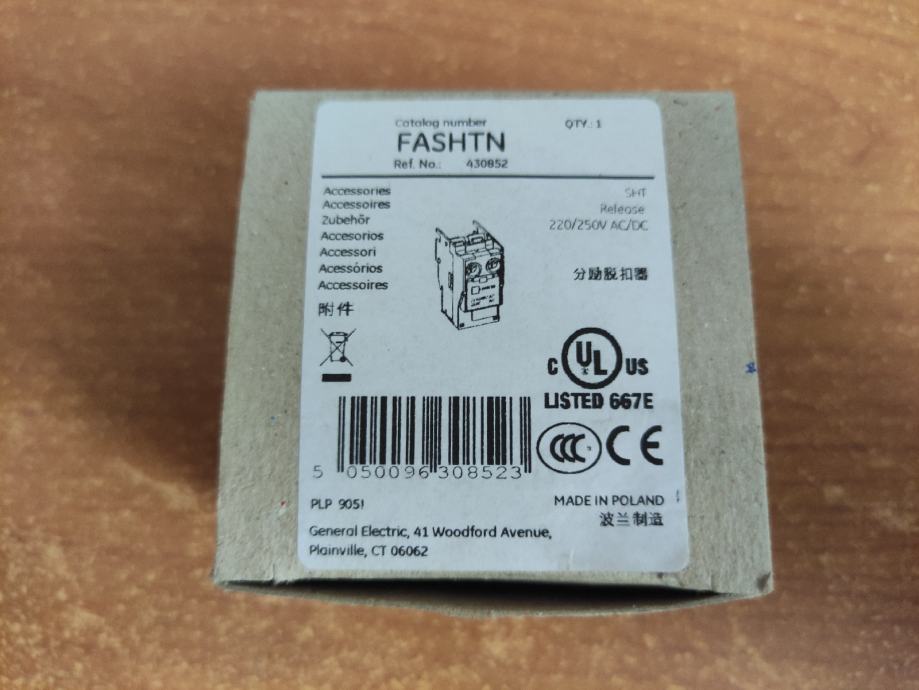 Catalog number
FASHTN
QTY.: 1
Ref. No.: 430852
Accessories
Accessoires
Zubehör
Accesorios
Accessori
Acessórios
Accessoires
附件
SHT
Release
220/250V AC/DC
分励脱扣器
C UL US
LISTED 667E
CCC
CE
5 050096 308523
PLP 9051
MADE IN POLAND
波兰制造
General Electric, 41 Woodford Avenue,
Plainville, CT 06062